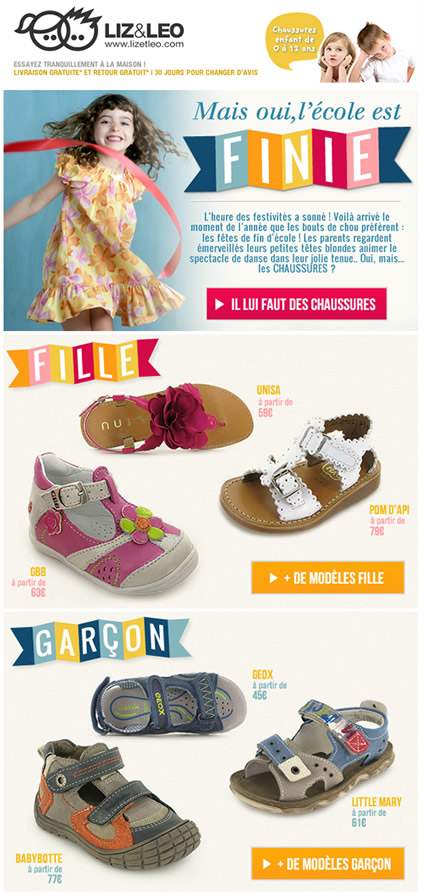 LIZ&LEO
www.lizetleo.com
Chaussures
enfant de
0 à 12 ans
ESSAYEZ TRANQUILLEMENT À LA MAISON !
LIVRAISON GRATUITE* ET RETOUR GRATUIT* | 30 JOURS POUR CHANGER D'AVIS
Mais oui, l'école est
FINIE
L'heure des festivités a sonné ! Voilà arrivé le
moment de l'année que les bouts de chou préfèrent :
les fêtes de fin d'école ! Les parents regardent
émerveillés leurs petites têtes blondes animer le
spectacle de danse dans leur jolie tenue.. Oui, mais...
les CHAUSSURES ?
IL LUI FAUT DES CHAUSSURES
FILLE
UNISA
à partir de
59€
POM D'API
à partir de
79€
GBB
à partir de
63€
+ DE MODÈLES FILLE
GARÇON
GEOX
à partir de
45€
GEOX
LITTLE MARY
à partir de
61€
BABYBOTTE
à partir de
77€
+ DE MODÈLES GARÇON